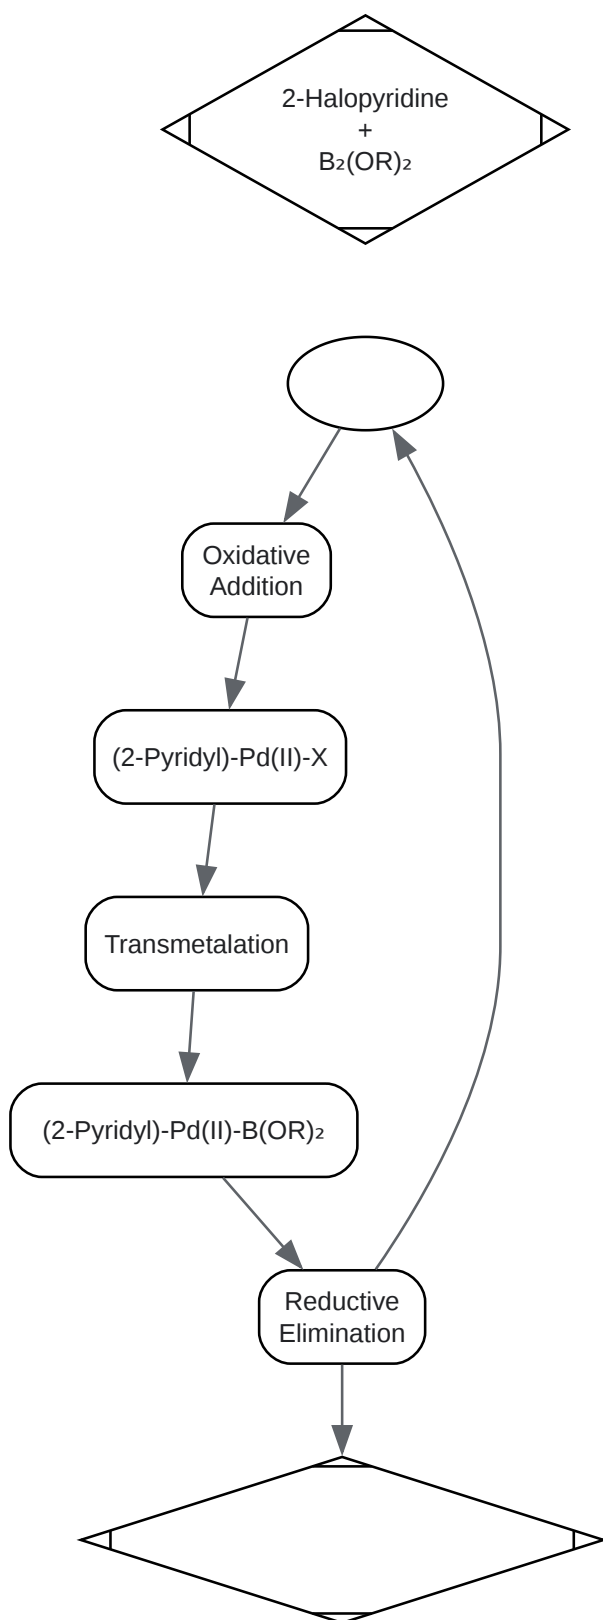 2-Halopyridine
+
B₂(OR)₂
Oxidative
Addition
(2-Pyridyl)-Pd(II)-X
Transmetalation
(2-Pyridyl)-Pd(II)-B(OR)₂
Reductive
Elimination